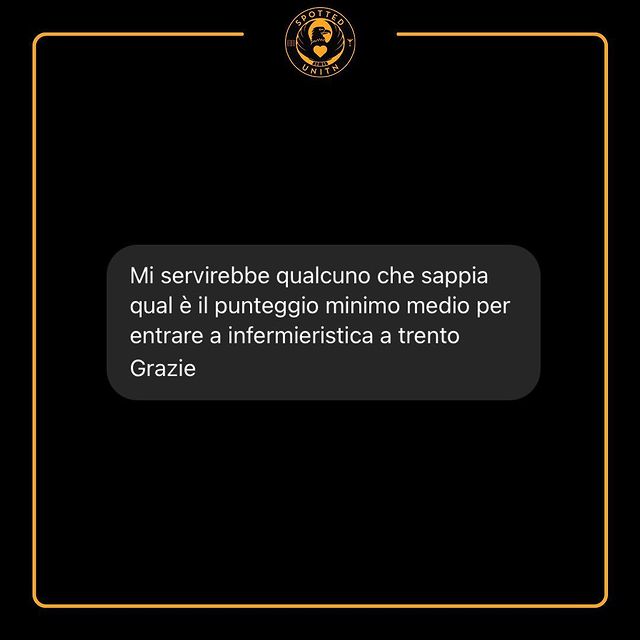 SPOTTED
UNITN
Mi servirebbe qualcuno che sappia
qual è il punteggio minimo medio per
entrare a infermieristica a trento
Grazie